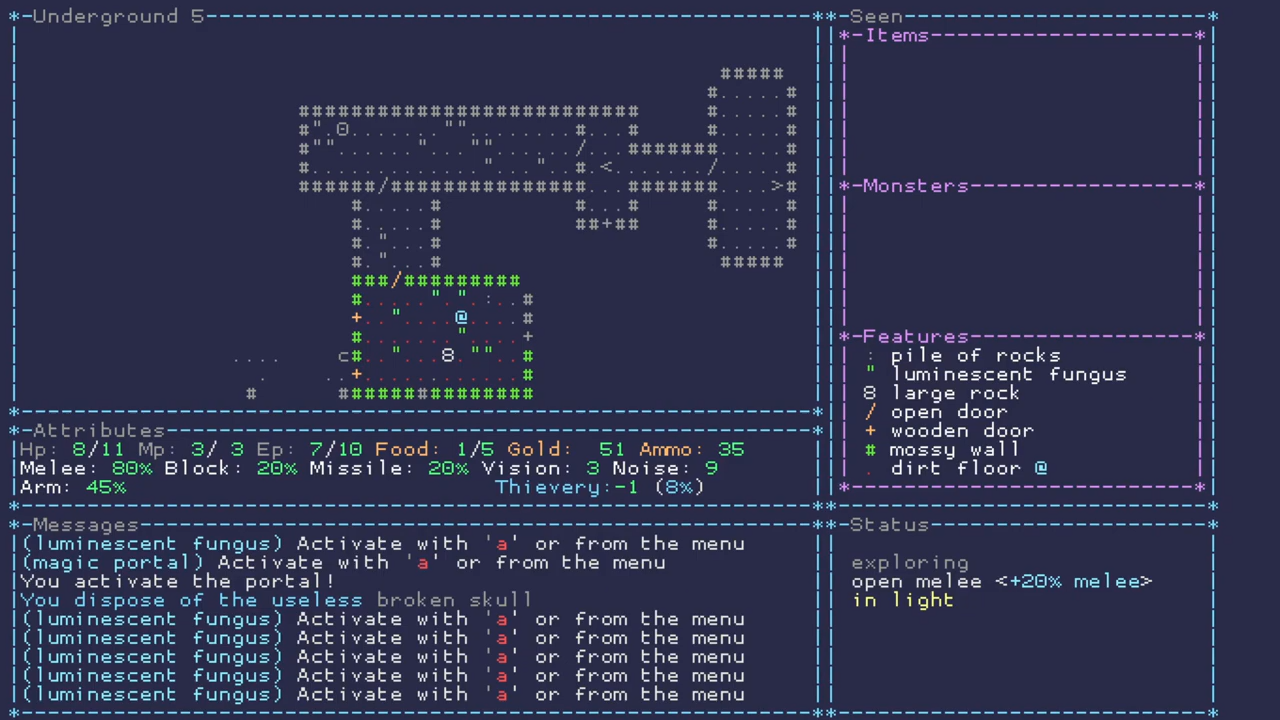 Underground 5
Seen
Items
#####
#.....#
######################### #.....#
#".0.......""........#...# #.....#
#""......."...""....../...#######.....#
#............."..."..#.<......./.....#
######/###############...#######....>#
Monsters
#.....# #...# #.....#
#.....# ##+## #.....#
#."...# #.....#
#."...# #####
###/#########
#.....".".:..#
+.."....@....#
#.......".....+
Features
.... c#.."...8.""..#
: pile of rocks
" luminescent fungus
. ..+............#
8 large rock
# ##############
/ open door
+ wooden door
# mossy wall
. dirt floor @
Attributes
Hp: 8/11 Mp: 3/ 3 Ep: 7/10 Food: 1/5 Gold: 51 Ammo: 35
Melee: 80% Block: 20% Missile: 20% Vision: 3 Noise: 9
Arm: 45% Thievery:-1 (8%)
Messages
(luminescent fungus) Activate with 'a' or from the menu
(magic portal) Activate with 'a' or from the menu
You activate the portal!
You dispose of the useless broken skull
(luminescent fungus) Activate with 'a' or from the menu
(luminescent fungus) Activate with 'a' or from the menu
(luminescent fungus) Activate with 'a' or from the menu
(luminescent fungus) Activate with 'a' or from the menu
(luminescent fungus) Activate with 'a' or from the menu
Status
exploring
open melee <+20% melee>
in light